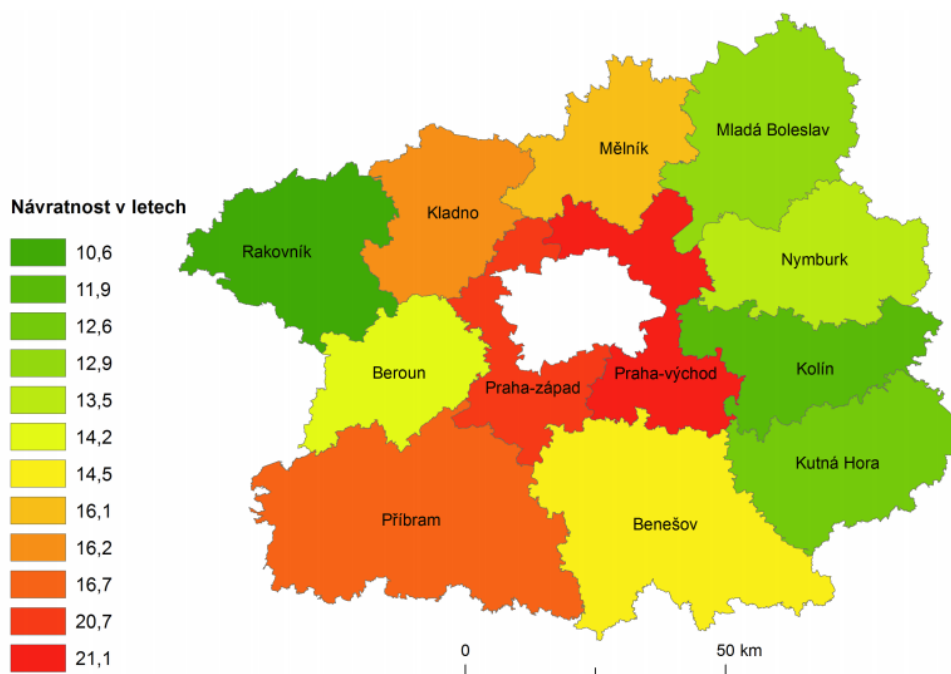 Návratnost v letech
10,6
11,9
12,6
12,9
13,5
14,2
14,5
16,1
16,2
16,7
20,7
21,1
Mladá Boleslav
Mělník
Kladno
Rakovník
Nymburk
Beroun
Praha-západ
Praha-východ
Kolín
Kutná Hora
Příbram
Benešov
0
50 km